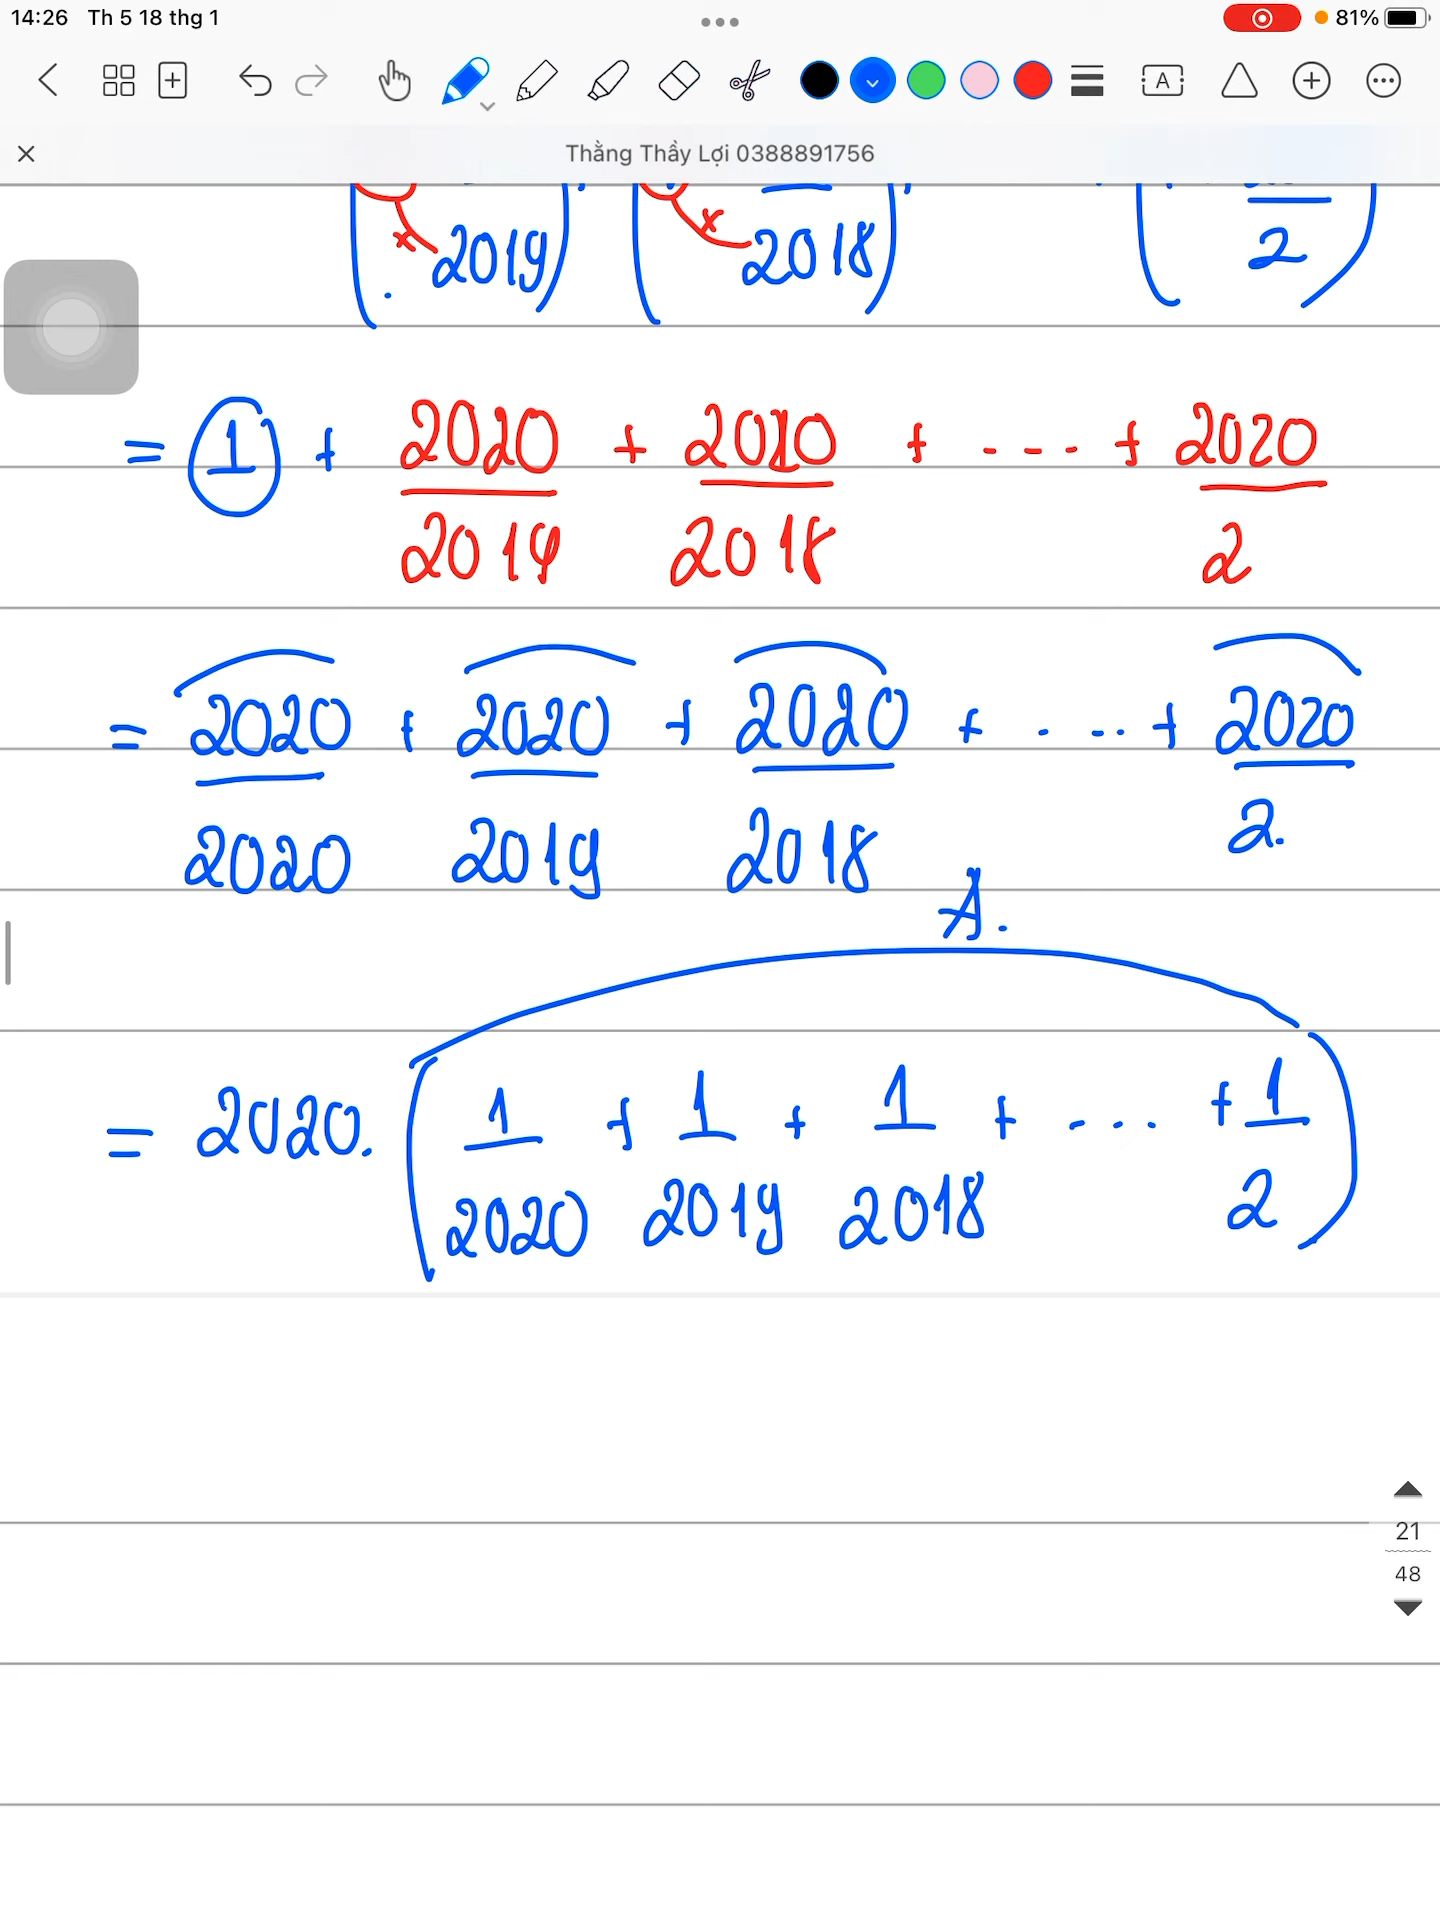 14:26 Th 5 18 thg 1 81%
A
Thằng Thầy Lợi 0388891756
2019 2018 2
= 1 + 2020 + 2020 + .... + 2020
2019 2018 2
= 2020 + 2020 + 2020 + .... + 2020
2020 2019 2018 2.
A.
= 2020. ( 1 + 1 + 1 + ... + 1 )
2020 2019 2018 2
21
48